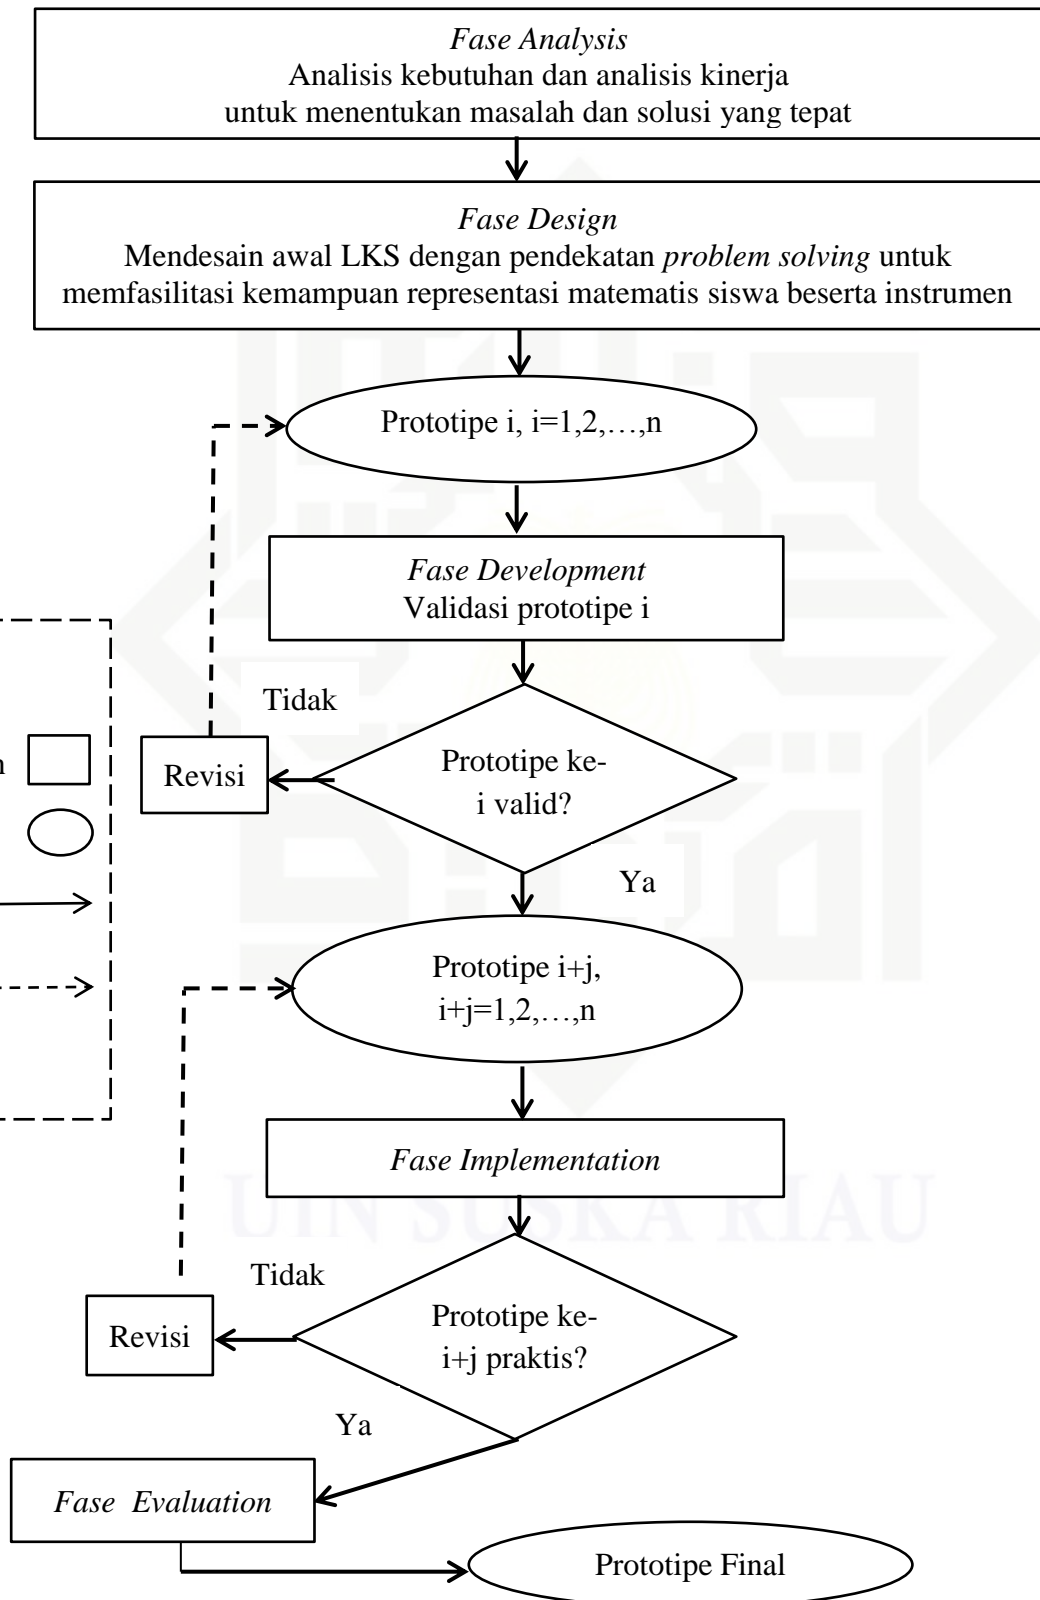 Fase Analysis
Analisis kebutuhan dan analisis kinerja
untuk menentukan masalah dan solusi yang tepat
Fase Design
Mendesain awal LKS dengan pendekatan problem solving untuk
memfasilitasi kemampuan representasi matematis siswa beserta instrumen
Prototipe i, i=1,2,…,n
Fase Development
Validasi prototipe i
Tidak
Revisi
Prototipe ke-
i valid?
Ya
Prototipe i+j,
i+j=1,2,…,n
Fase Implementation
UIN SUSKA RIAU
Tidak
Revisi
Prototipe ke-
i+j praktis?
Ya
Fase Evaluation
Prototipe Final